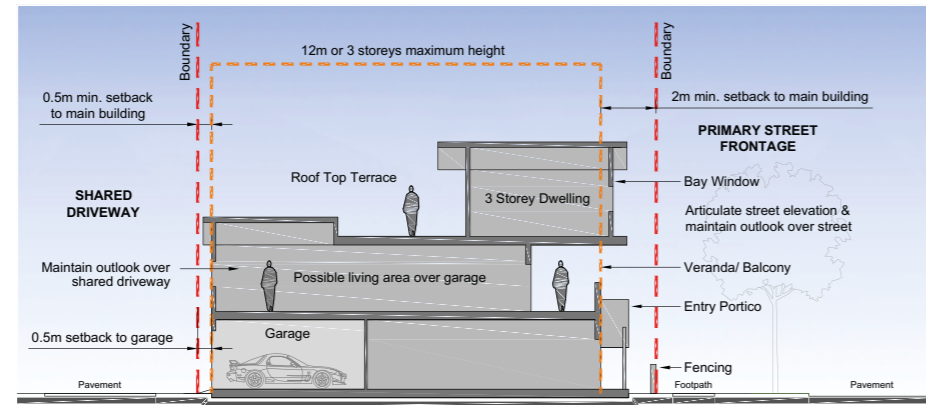 Boundary
12m or 3 storeys maximum height
Boundary
0.5m min. setback
to main building
2m min. setback to main building
PRIMARY STREET
FRONTAGE
SHARED
DRIVEWAY
Roof Top Terrace
3 Storey Dwelling
Bay Window
Articulate street elevation &
maintain outlook over street
Maintain outlook over
shared driveway
Possible living area over garage
Veranda/ Balcony
Entry Portico
0.5m setback to garage
Garage
Fencing
Pavement
Footpath
Pavement